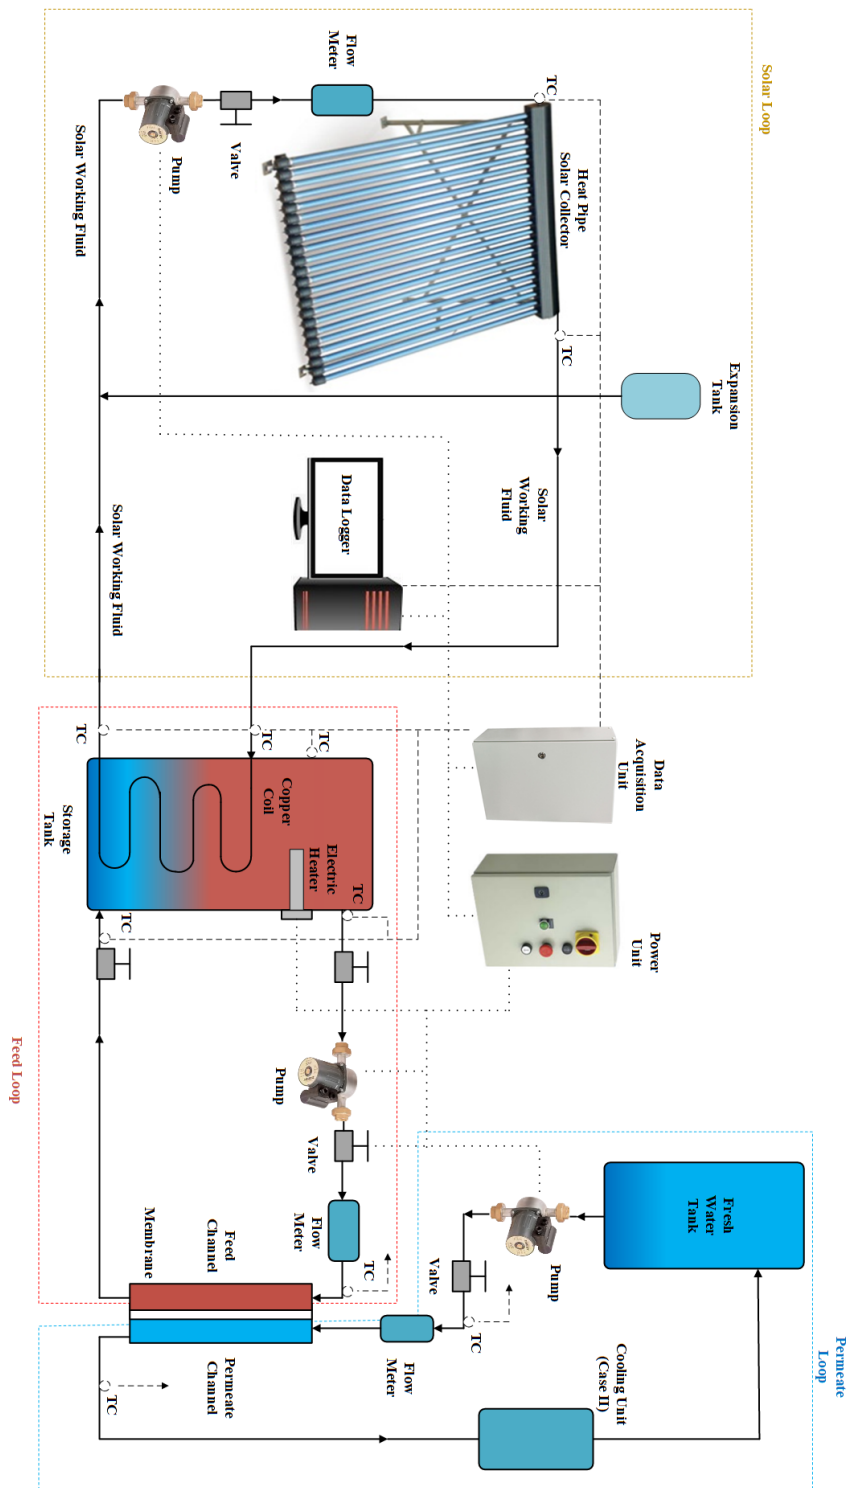 Solar Loop
Flow
Meter
TC
Valve
Pump
Solar Working Fluid
Heat Pipe
Solar Collector
TC
Expansion
Tank
Solar
Working
Fluid
Data Logger
Solar Working Fluid
TC
TC
TC
Copper
Coil
Electric
Heater
TC
Storage
Tank
TC
Data
Acquisition
Unit
Power
Unit
Feed Loop
Pump
Valve
Flow
Meter
TC
Feed
Channel
Membrane
Permeate
Channel
TC
Fresh
Water
Tank
Pump
Valve
TC
Flow
Meter
Cooling Unit
(Case II)
Permeate
Loop